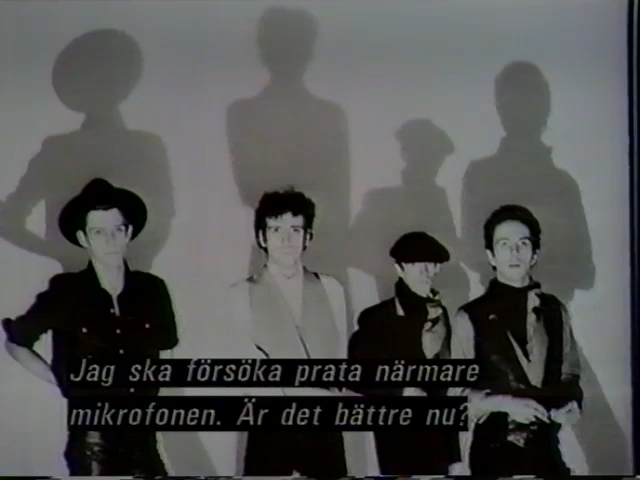 Jag ska försöka prata närmare
mikrofonen. Är det bättre nu?